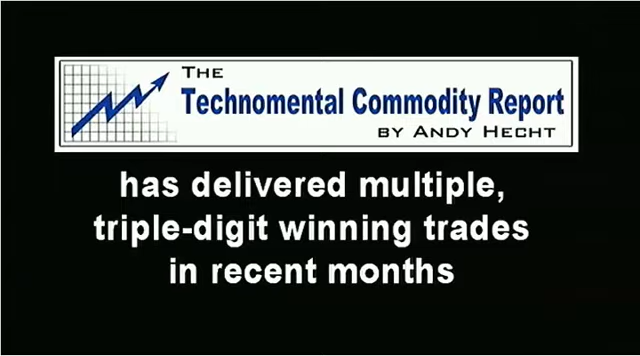 THE
Technomental Commodity Report
BY ANDY HECHT
has delivered multiple,
triple-digit winning trades
in recent months